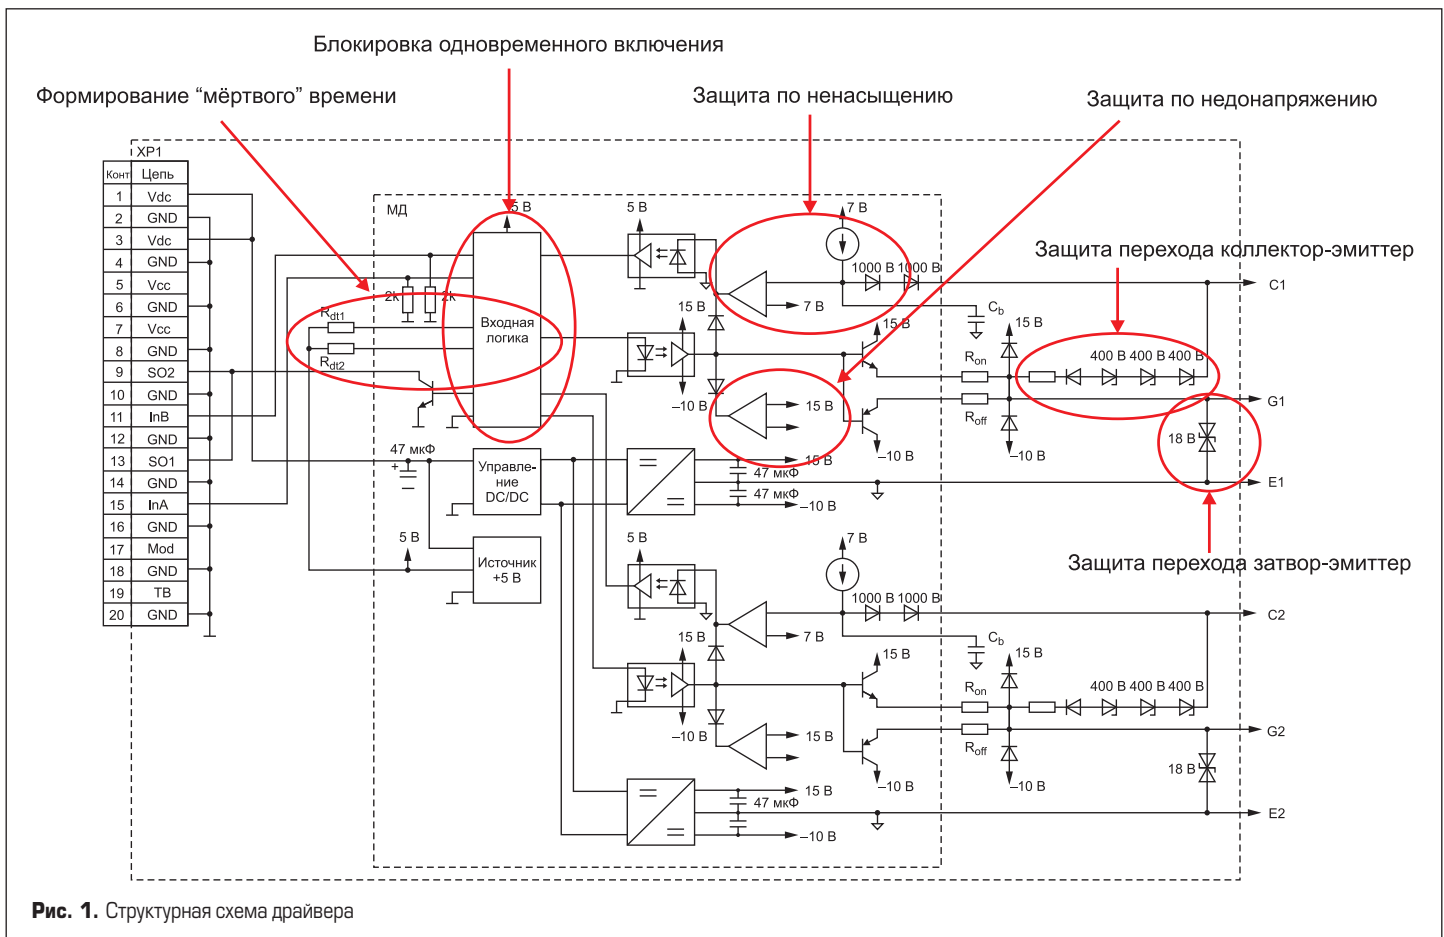 Блокировка одновременного включения
Формирование “мёртвого” времени
Защита по ненасыщению
Защита по недонапряжению
Защита перехода коллектор-эмиттер
Защита перехода затвор-эмиттер
XP1
Конт Цепь
1 Vdc
2 GND
3 Vdc
4 GND
5 Vcc
6 GND
7 Vcc
8 GND
9 SO2
10 GND
11 InB
12 GND
13 SO1
14 GND
15 InA
16 GND
17 Mod
18 GND
19 TB
20 GND
МД
5 В
2k
2k
Rdt1
Rdt2
Входная
логика
47 мкФ
+
Управле-
ние
DC/DC
5 В
Источник
+5 В
5 В
7 В
1000 В 1000 В
7 В
C1
15 В
Cb
15 В
15 В
Ron
400 В 400 В 400 В
–10 В
15 В
Roff
G1
–10 В
–10 В
18 В
15 В
47 мкФ
47 мкФ
–10 В
E1
5 В
7 В
1000 В 1000 В
7 В
C2
15 В
Cb
15 В
15 В
Ron
400 В 400 В 400 В
–10 В
15 В
Roff
G2
–10 В
–10 В
18 В
15 В
47 мкФ
–10 В
E2
Рис. 1. Структурная схема драйвера